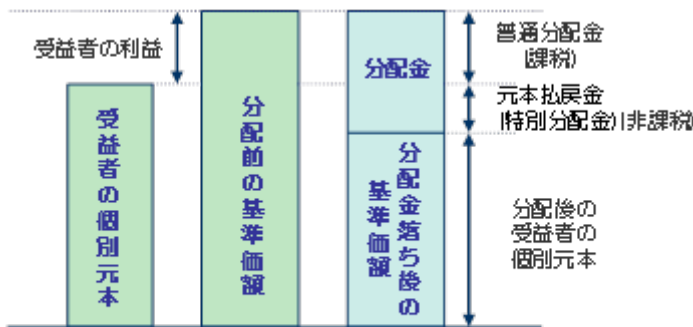 受益者の利益
受益者の個別元本
分配前の基準価額
分配金
分配金落ち後の
基準価額
普通分配金
(課税)
元本払戻金
(特別分配金)(非課税)
分配後の
受益者の
個別元本